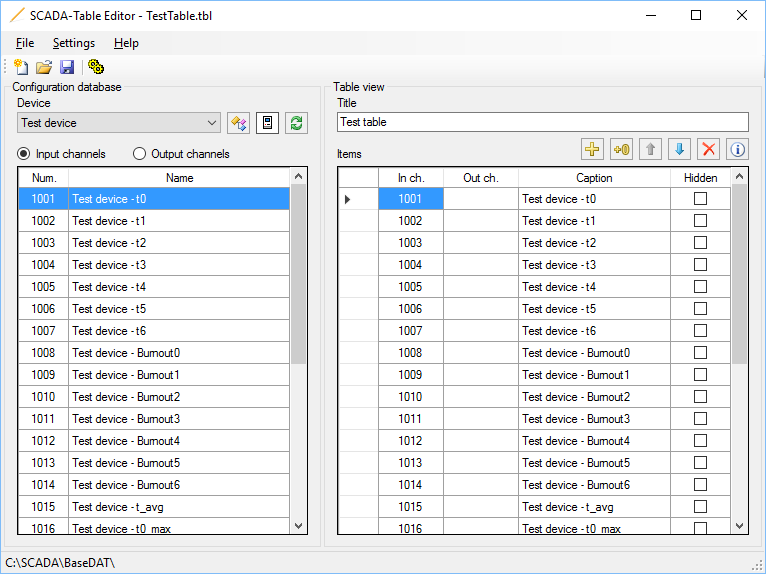 SCADA-Table Editor - TestTable.tbl
File Settings Help
Configuration database
Device
Test device
Input channels Output channels
Num. Name
1001 Test device - t0
1002 Test device - t1
1003 Test device - t2
1004 Test device - t3
1005 Test device - t4
1006 Test device - t5
1007 Test device - t6
1008 Test device - Burnout0
1009 Test device - Burnout1
1010 Test device - Burnout2
1011 Test device - Burnout3
1012 Test device - Burnout4
1013 Test device - Burnout5
1014 Test device - Burnout6
1015 Test device - t_avg
1016 Test device - t0_max
Table view
Title
Test table
Items
+0
In ch. Out ch. Caption Hidden
1001 Test device - t0
1002 Test device - t1
1003 Test device - t2
1004 Test device - t3
1005 Test device - t4
1006 Test device - t5
1007 Test device - t6
1008 Test device - Burnout0
1009 Test device - Burnout1
1010 Test device - Burnout2
1011 Test device - Burnout3
1012 Test device - Burnout4
1013 Test device - Burnout5
1014 Test device - Burnout6
1015 Test device - t_avg
1016 Test device - t0_max
C:\SCADA\BaseDAT\